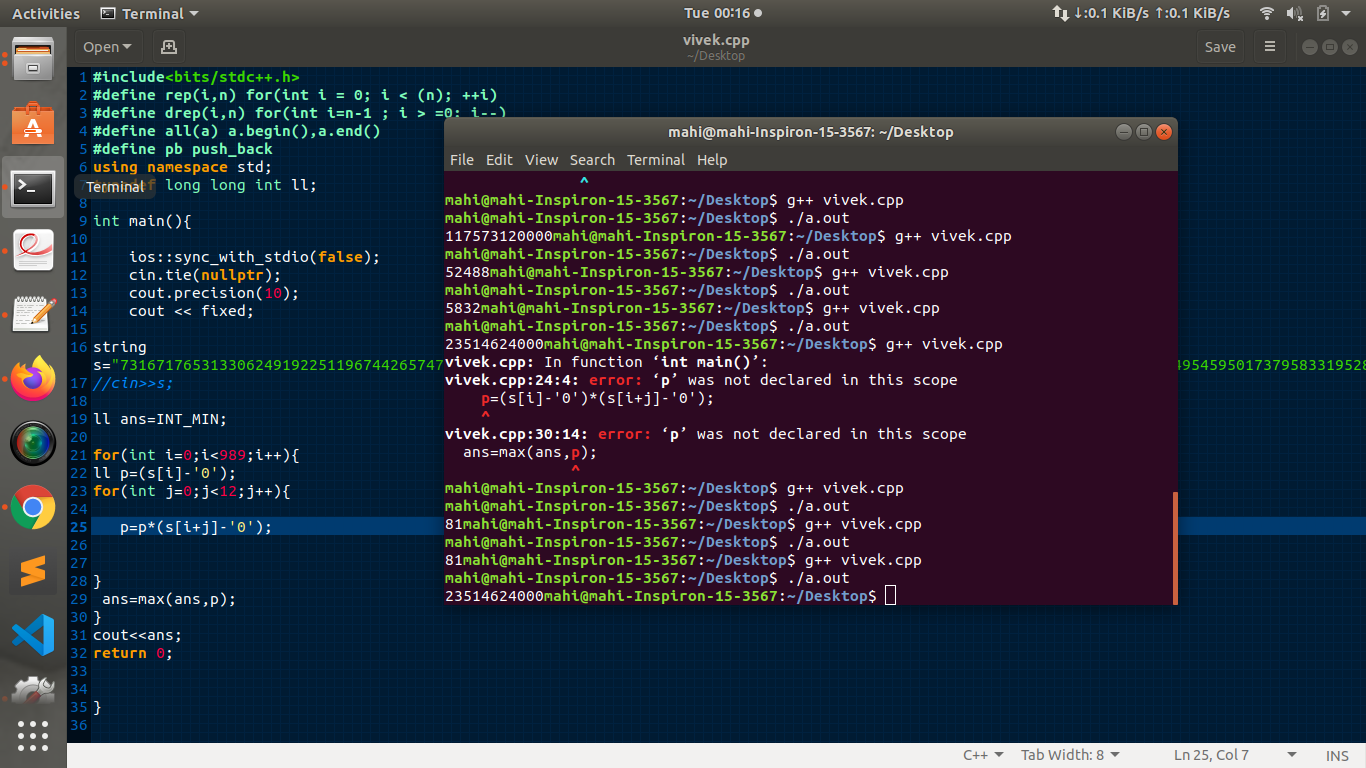 Activities Terminal Tue 00:16 ↓:0.1 KiB/s ↑:0.1 KiB/s
Open vivek.cpp Save
~/Desktop
1 #include<bits/stdc++.h>
2 #define rep(i,n) for(int i = 0; i < (n); ++i)
3 #define drep(i,n) for(int i=n-1 ; i > =0; i--)
4 #define all(a) a.begin(),a.end()
5 #define pb push_back
6 using namespace std;
7 long long int ll;
Terminal
8
9 int main(){
10
11 ios::sync_with_stdio(false);
12 cin.tie(nullptr);
13 cout.precision(10);
14 cout << fixed;
15
16 string
s="731671765313306249192251196744265747
495459501737958331952
17 //cin>>s;
18
19 ll ans=INT_MIN;
20
21 for(int i=0;i<989;i++){
22 ll p=(s[i]-'0');
23 for(int j=0;j<12;j++){
24
25 p=p*(s[i+j]-'0');
26
27
28 }
29 ans=max(ans,p);
30 }
31 cout<<ans;
32 return 0;
33
34
35 }
36
mahi@mahi-Inspiron-15-3567: ~/Desktop
File Edit View Search Terminal Help
^
mahi@mahi-Inspiron-15-3567:~/Desktop$ g++ vivek.cpp
mahi@mahi-Inspiron-15-3567:~/Desktop$ ./a.out
117573120000mahi@mahi-Inspiron-15-3567:~/Desktop$ g++ vivek.cpp
mahi@mahi-Inspiron-15-3567:~/Desktop$ ./a.out
52488mahi@mahi-Inspiron-15-3567:~/Desktop$ g++ vivek.cpp
mahi@mahi-Inspiron-15-3567:~/Desktop$ ./a.out
5832mahi@mahi-Inspiron-15-3567:~/Desktop$ g++ vivek.cpp
mahi@mahi-Inspiron-15-3567:~/Desktop$ ./a.out
23514624000mahi@mahi-Inspiron-15-3567:~/Desktop$ g++ vivek.cpp
vivek.cpp: In function ‘int main()’:
vivek.cpp:24:4: error: ‘p’ was not declared in this scope
p=(s[i]-'0')*(s[i+j]-'0');
^
vivek.cpp:30:14: error: ‘p’ was not declared in this scope
ans=max(ans,p);
^
mahi@mahi-Inspiron-15-3567:~/Desktop$ g++ vivek.cpp
mahi@mahi-Inspiron-15-3567:~/Desktop$ ./a.out
81mahi@mahi-Inspiron-15-3567:~/Desktop$ g++ vivek.cpp
mahi@mahi-Inspiron-15-3567:~/Desktop$ ./a.out
81mahi@mahi-Inspiron-15-3567:~/Desktop$ g++ vivek.cpp
mahi@mahi-Inspiron-15-3567:~/Desktop$ ./a.out
23514624000mahi@mahi-Inspiron-15-3567:~/Desktop$
C++ Tab Width: 8 Ln 25, Col 7 INS